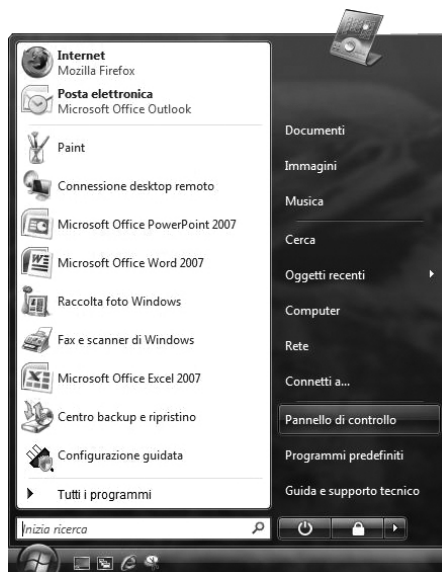 Internet
Mozilla Firefox
Posta elettronica
Microsoft Office Outlook
Paint
Connessione desktop remoto
Microsoft Office PowerPoint 2007
Microsoft Office Word 2007
Raccolta foto Windows
Fax e scanner di Windows
Microsoft Office Excel 2007
Centro backup e ripristino
Configurazione guidata
Tutti i programmi
Inizia ricerca
Documenti
Immagini
Musica
Cerca
Oggetti recenti
Computer
Rete
Connetti a...
Pannello di controllo
Programmi predefiniti
Guida e supporto tecnico